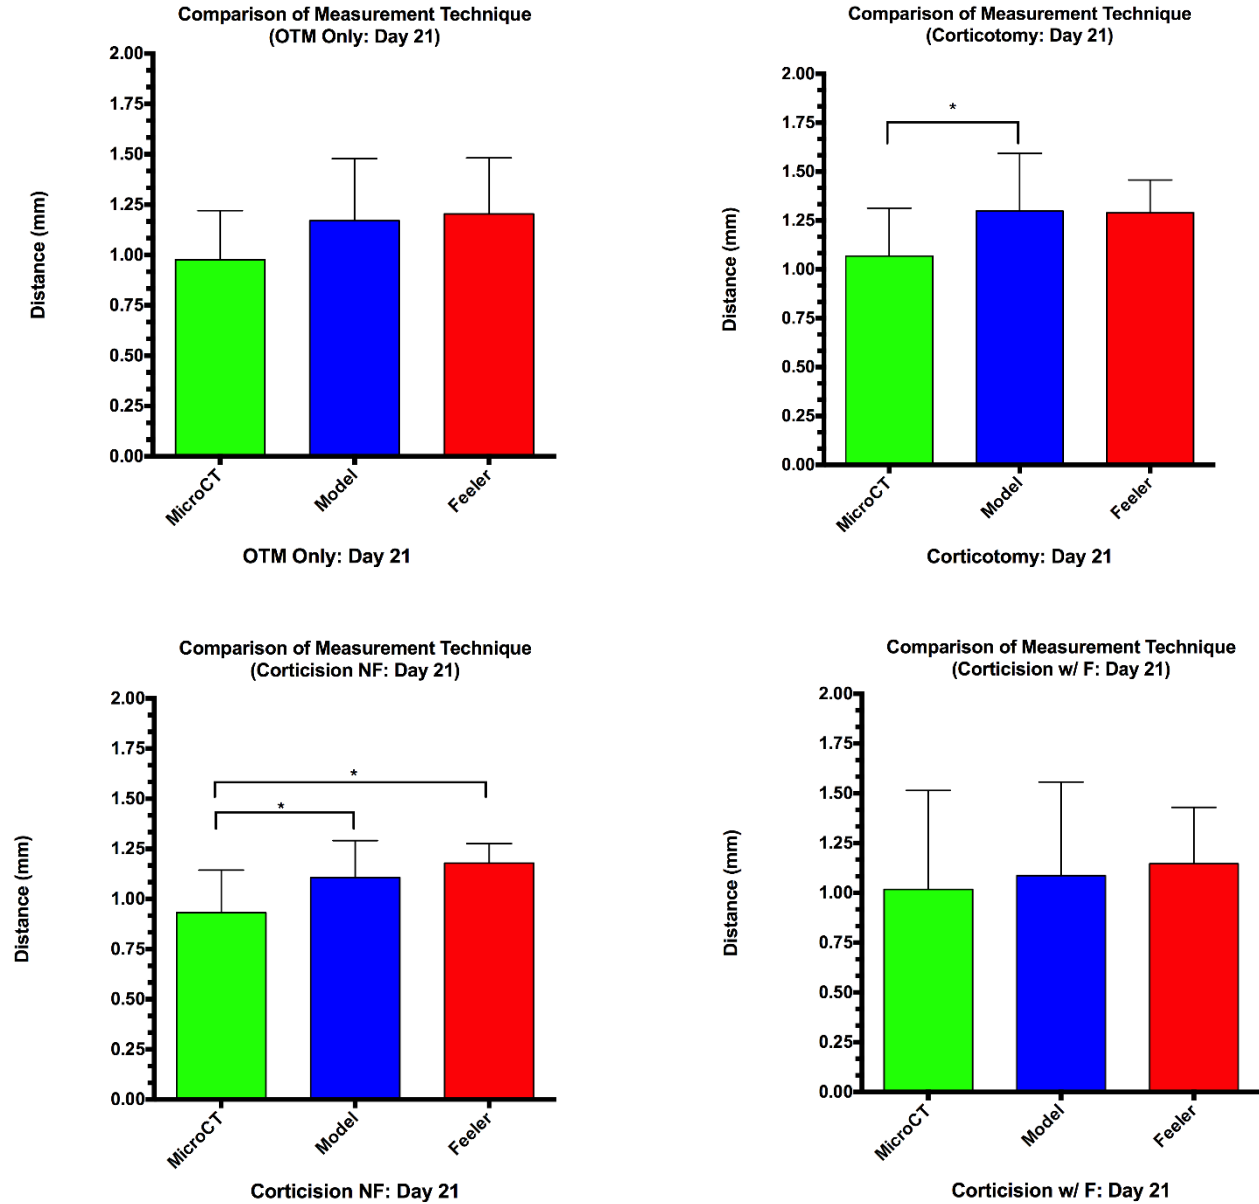 Comparison of Measurement Technique
(OTM Only: Day 21)
2.00
1.75
1.50
1.25
1.00
0.75
0.50
0.25
0.00
Distance (mm)
MicroCT
Model
Feeler
OTM Only: Day 21
Comparison of Measurement Technique
(Corticotomy: Day 21)
2.00
1.75
1.50
1.25
1.00
0.75
0.50
0.25
0.00
Distance (mm)
*
MicroCT
Model
Feeler
Corticotomy: Day 21
Comparison of Measurement Technique
(Corticision NF: Day 21)
2.00
1.75
1.50
1.25
1.00
0.75
0.50
0.25
0.00
Distance (mm)
*
*
MicroCT
Model
Feeler
Corticision NF: Day 21
Comparison of Measurement Technique
(Corticision w/ F: Day 21)
2.00
1.75
1.50
1.25
1.00
0.75
0.50
0.25
0.00
Distance (mm)
MicroCT
Model
Feeler
Corticision w/ F: Day 21